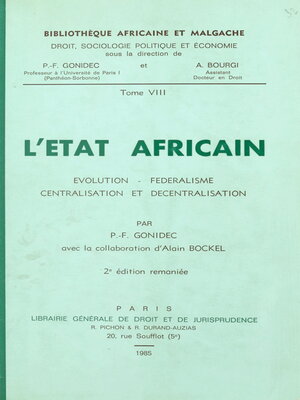 BIBLIOTHÈQUE AFRICAINE ET MALGACHE
DROIT, SOCIOLOGIE POLITIQUE ET ÉCONOMIE
sous la direction de
P.-F. GONIDEC et A. BOURGI
Professeur à l'Université de Paris I Assistant
(Panthéon-Sorbonne) Docteur en Droit
Tome VIII
L'ETAT AFRICAIN
EVOLUTION - FEDERALISME
CENTRALISATION ET DECENTRALISATION
PAR
P.-F. GONIDEC
avec la collaboration d'Alain BOCKEL
2e édition remaniée
PARIS
LIBRAIRIE GÉNÉRALE DE DROIT ET DE JURISPRUDENCE
R. PICHON & R. DURAND-AUZIAS
20, rue Soufflot (5e)
1985